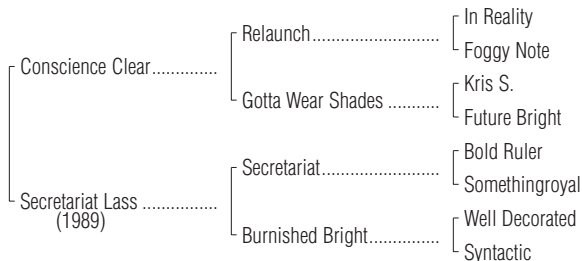 In Reality
Relaunch..............................
Foggy Note
Conscience Clear...............
Kris S.
Gotta Wear Shades ............
Future Bright
Bold Ruler
Secretariat...........................
Somethingroyal
Secretariat Lass .................
(1989)
Well Decorated
Burnished Bright.................
Syntactic